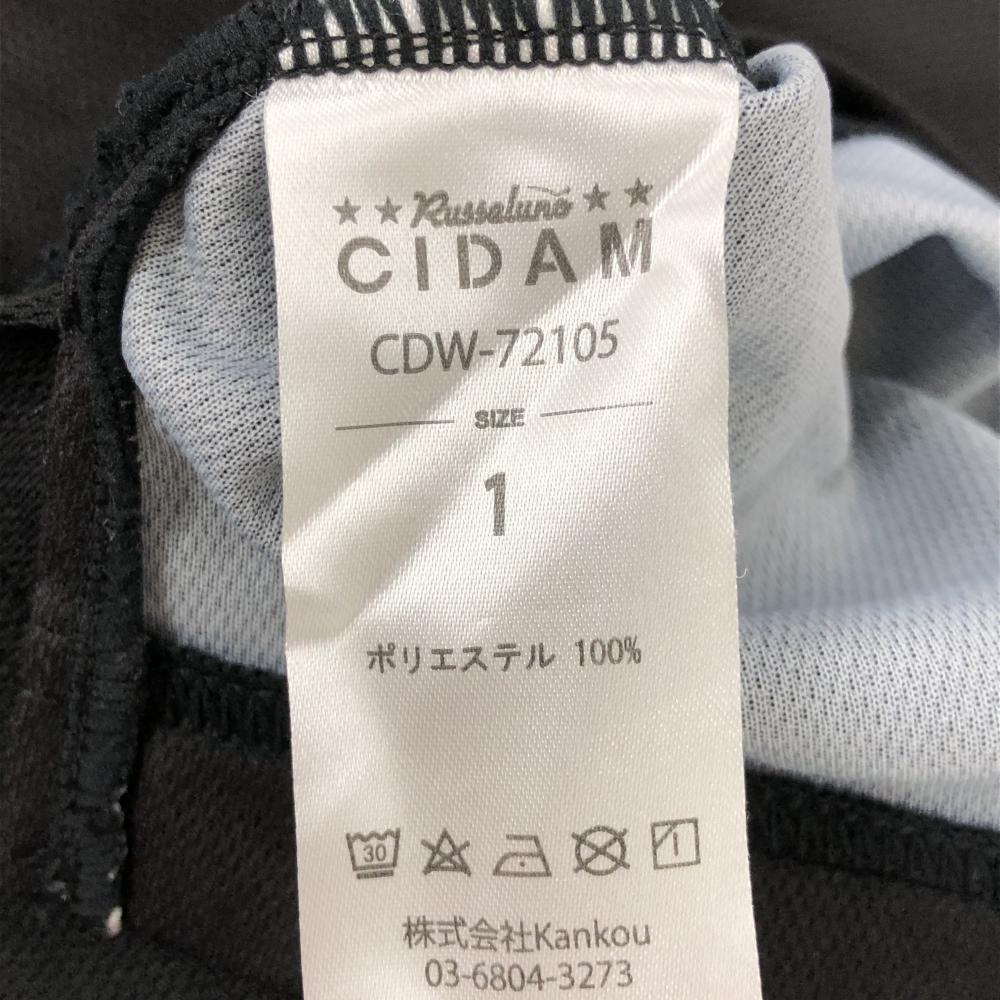 ★ ★ Russeluno ★ ★
CIDAM
CDW-72105
SIZE
1
ポリエステル 100%
30
株式会社Kankou
03-6804-3273